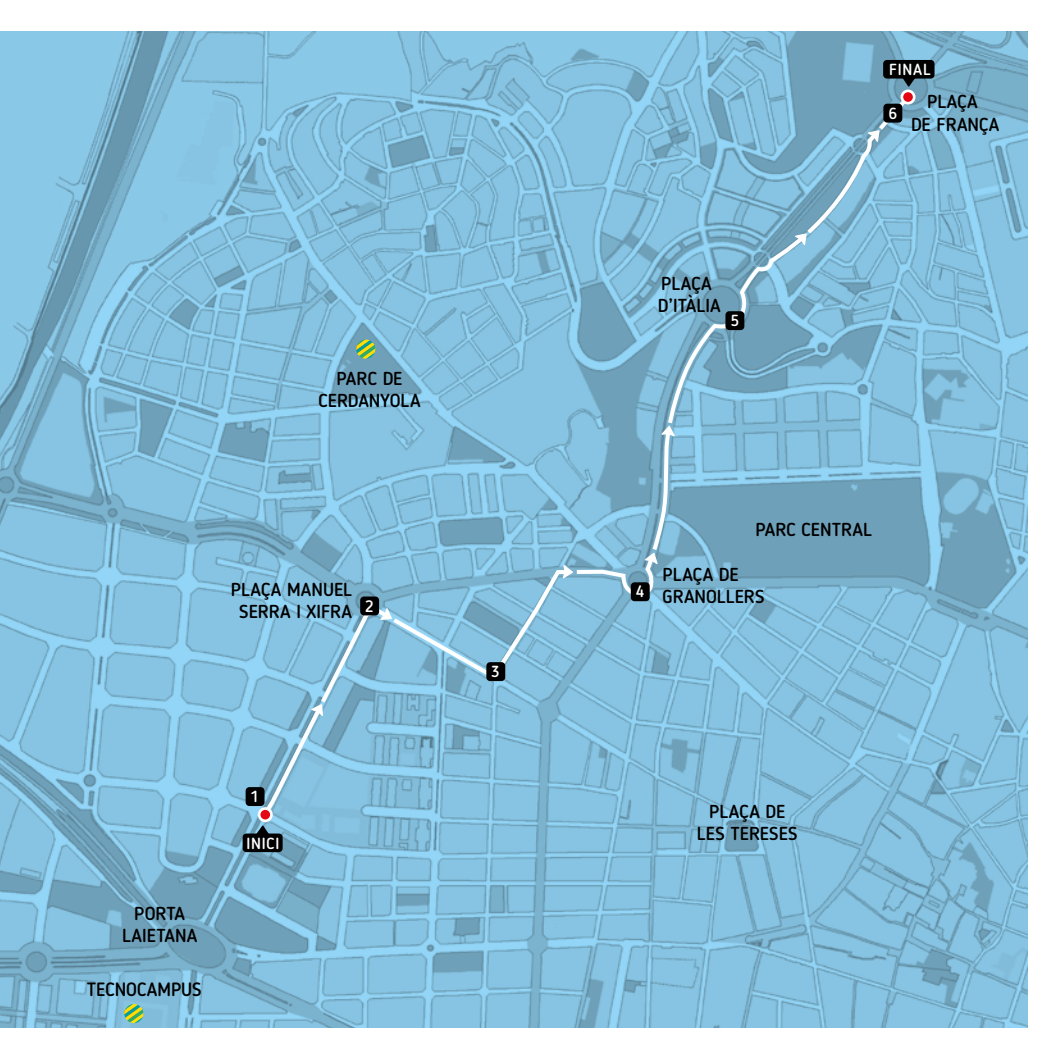 FINAL
PLAÇA
DE FRANÇA
6
PLAÇA
D'ITÀLIA
5
PARC DE
CERDANYOLA
PARC CENTRAL
PLAÇA DE
GRANOLLERS
4
PLAÇA MANUEL
SERRA I XIFRA
2
3
1
INICI
PLAÇA DE
LES TERESES
PORTA
LAIETANA
TECNOCAMPUS